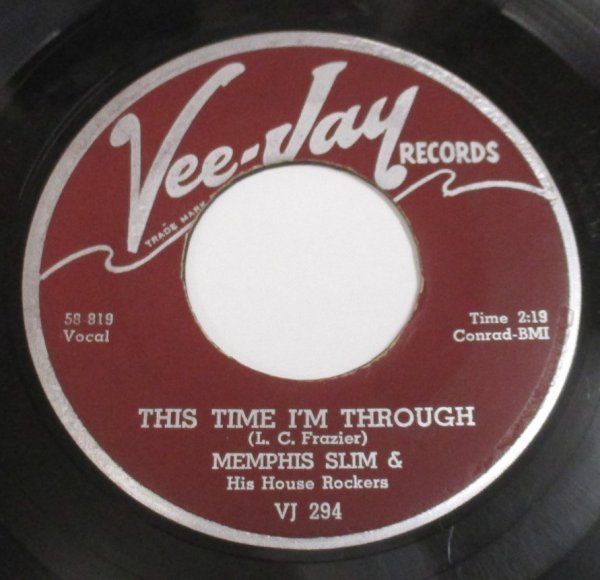 Vee-Jay
RECORDS
TRADE MARK
58 819
Vocal
Time 2:19
Conrad-BMI
THIS TIME I'M THROUGH
(L. C. Frazier)
MEMPHIS SLIM &
His House Rockers
VJ 294